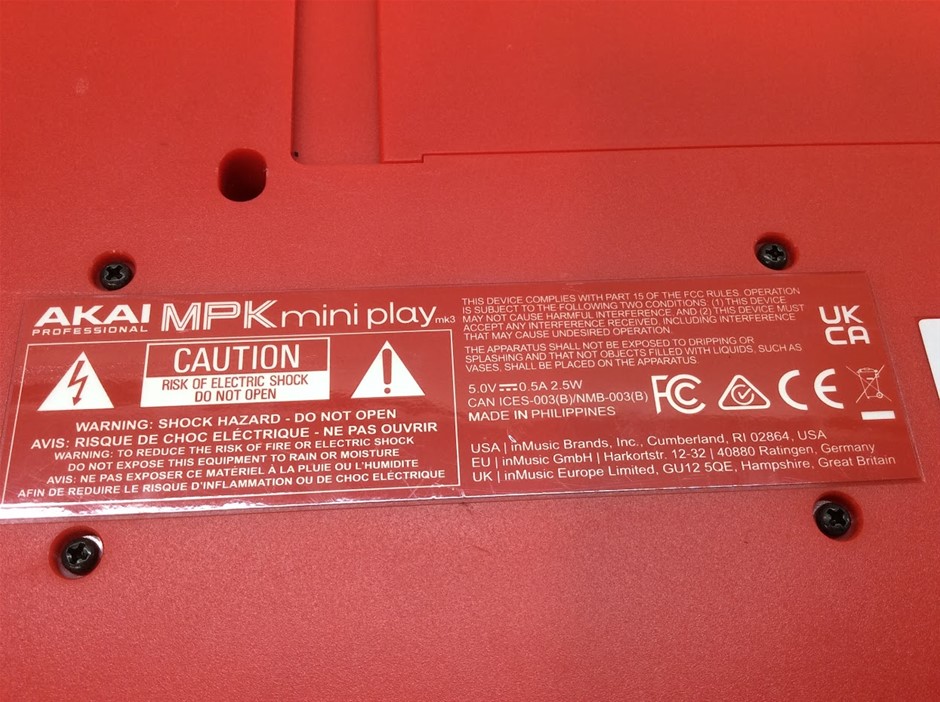 AKAI
PROFESSIONAL
MPK mini play mk3
CAUTION
RISK OF ELECTRIC SHOCK
DO NOT OPEN
WARNING: SHOCK HAZARD - DO NOT OPEN
AVIS: RISQUE DE CHOC ELÉCTRIQUE - NE PAS OUVRIR
WARNING: TO REDUCE THE RISK OF FIRE OR ELECTRIC SHOCK
DO NOT EXPOSE THIS EQUIPMENT TO RAIN OR MOISTURE
AVIS: NE PAS EXPOSER CE MATÉRIEL À LA PLUIE OU L'HUMIDITE
AFIN DE REDUIRE LE RISQUE D'INFLAMMATION OU DE CHOC ELECTRIQUE
THIS DEVICE COMPLIES WITH PART 15 OF THE FCC RULES. OPERATION
IS SUBJECT TO THE FOLLOWING TWO CONDITIONS. (1) THIS DEVICE
MAY NOT CAUSE HARMFUL INTERFERENCE, AND (2) THIS DEVICE MUST
ACCEPT ANY INTERFERENCE RECEIVED, INCLUDING INTERFERENCE
THAT MAY CAUSE UNDESIRED OPERATION.
THE APPARATUS SHALL NOT BE EXPOSED TO DRIPPING OR
SPLASHING AND THAT NOT OBJECTS FILLED WITH LIQUIDS, SUCH AS
VASES, SHALL BE PLACED ON THE APPARATUS
5.0V⎓0.5A 2.5W
CAN ICES-003(B)/NMB-003(B)
MADE IN PHILIPPINES
FC CE
UK
CA
USA | inMusic Brands, Inc., Cumberland, RI 02864, USA
EU | inMusic GmbH | Harkortstr. 12-32 | 40880 Ratingen, Germany
UK | inMusic Europe Limited, GU12 5QE, Hampshire, Great Britain